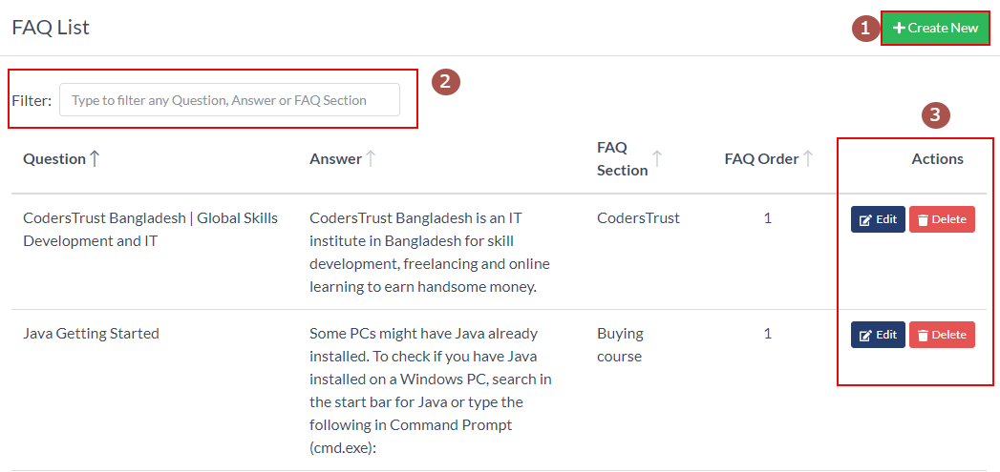 FAQ List
1
Create New
2
Filter: Type to filter any Question, Answer or FAQ Section
3
Question Answer FAQ Section FAQ Order Actions
CodersTrust Bangladesh | Global Skills
Development and IT
CodersTrust Bangladesh is an IT
institute in Bangladesh for skill
development, freelancing and online
learning to earn handsome money.
CodersTrust
1
Edit Delete
Java Getting Started
Some PCs might have Java already
installed. To check if you have Java
installed on a Windows PC, search in
the start bar for Java or type the
following in Command Prompt
(cmd.exe):
Buying
course
1
Edit Delete